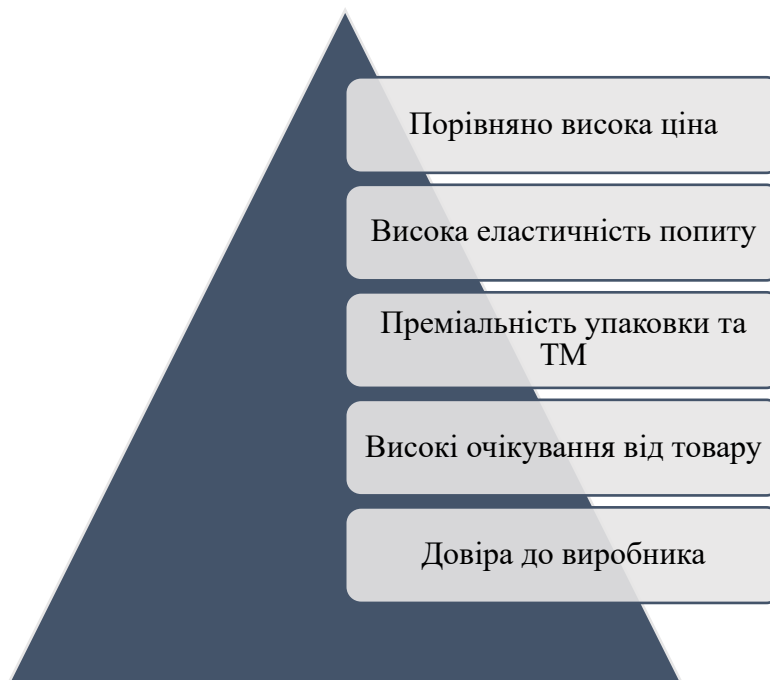 Порівняно висока ціна
Висока еластичність попиту
Преміальність упаковки та
ТМ
Високі очікування від товару
Довіра до виробника